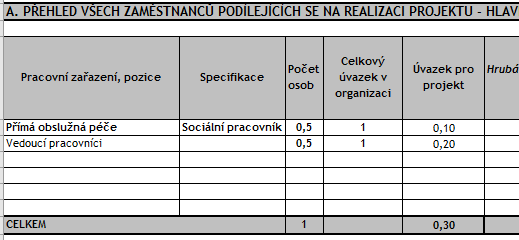 A. PŘEHLED VŠECH ZAMĚSTNANCŮ PODÍLEJÍCÍCH SE NA REALIZACI PROJEKTU - HLAV
Pracovní zařazení, pozice Specifikace Počet osob Celkový úvazek v organizaci Úvazek pro projekt Hrubá
Přímá obslužná péče Sociální pracovník 0,5 1 0,10
Vedoucí pracovníci 0,5 1 0,20
CELKEM 1 0,30